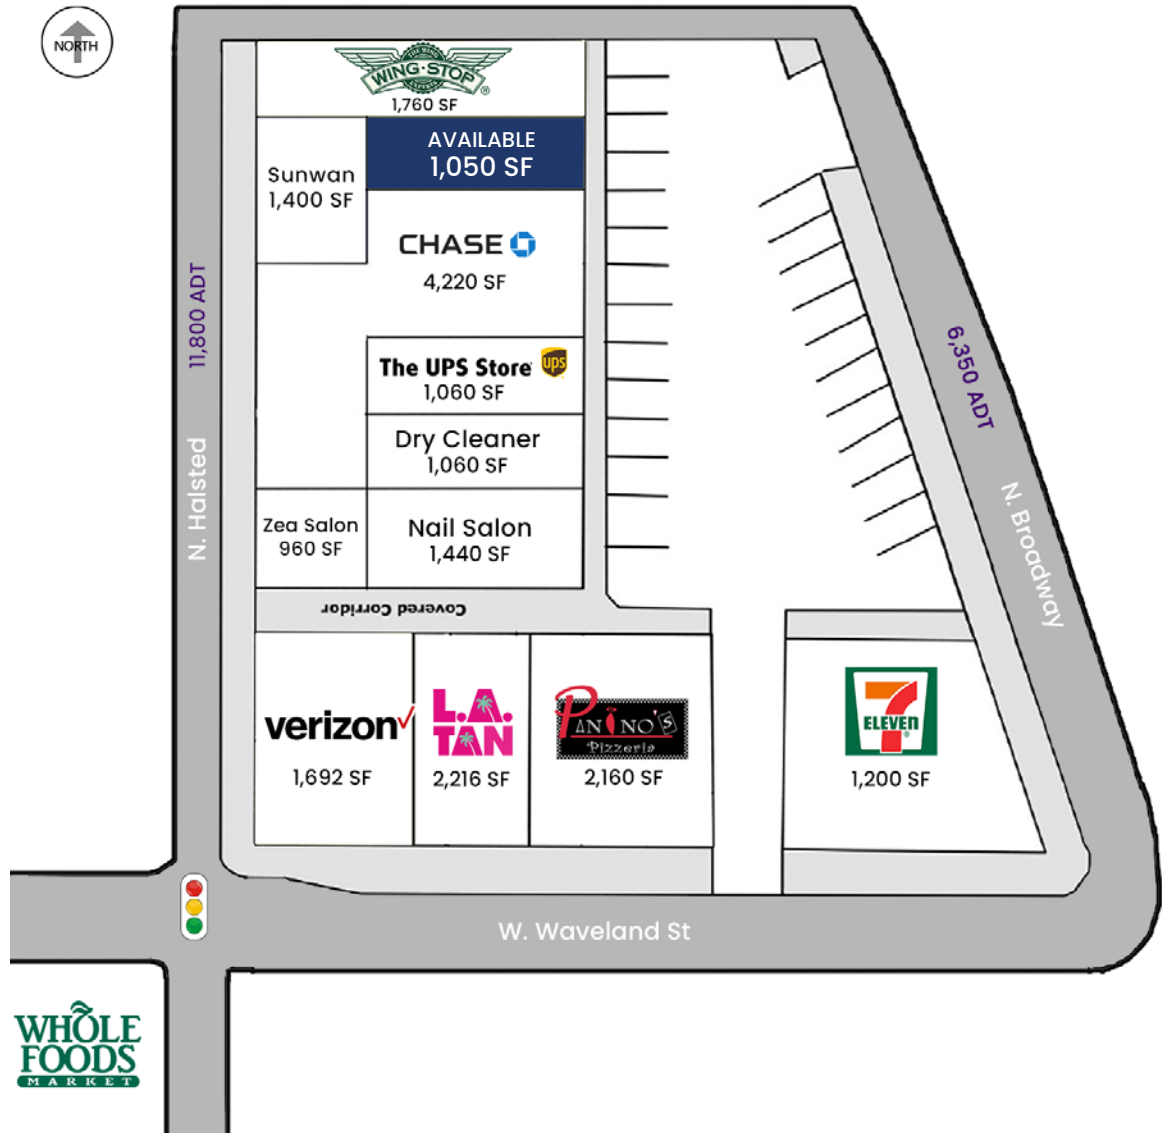 NORTH
THE WING
WING·STOP
EXPERTS
®
1,760 SF
AVAILABLE
1,050 SF
Sunwan
1,400 SF
CHASE
4,220 SF
11,800 ADT
The UPS Store
ups
1,060 SF
6,350 ADT
Dry Cleaner
1,060 SF
N. Halsted
N. Broadway
Zea Salon
960 SF
Nail Salon
1,440 SF
Covered Corridor
verizon
1,692 SF
L.A.
TAN
2,216 SF
PANINO'S
Pizzeria
2,160 SF
7
ELEVEn
®
1,200 SF
W. Waveland St
WHOLE
FOODS
MARKET